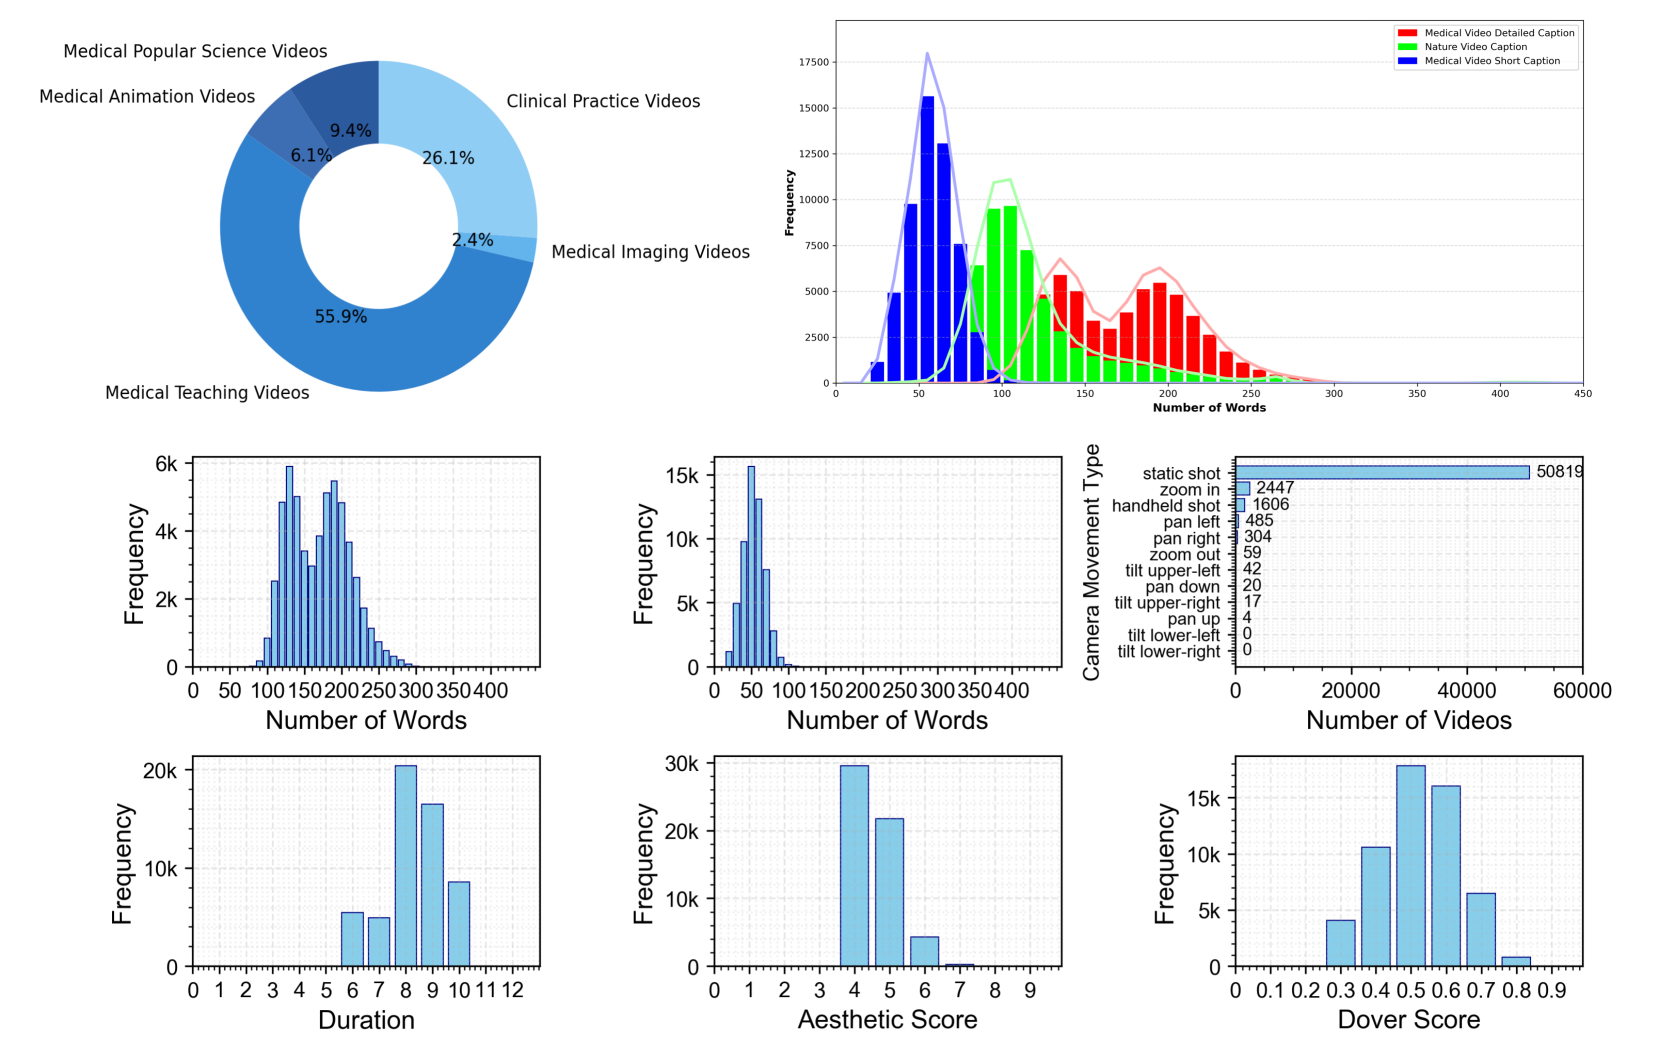 Medical Popular Science Videos
Medical Animation Videos
Clinical Practice Videos
9.4%
6.1%
26.1%
2.4%
Medical Imaging Videos
55.9%
Medical Teaching Videos
Medical Video Detailed Caption
Nature Video Caption
Medical Video Short Caption
Frequency
17500
15000
12500
10000
7500
5000
2500
0
0 50 100 150 200 250 300 350 400 450
Number of Words
Frequency
6k
4k
2k
0
0 50 100 150 200 250 300 350 400
Number of Words
Frequency
15k
10k
5k
0
0 50 100 150 200 250 300 350 400
Number of Words
Camera Movement Type
static shot 50819
zoom in 2447
handheld shot 1606
pan left 485
pan right 304
zoom out 59
tilt upper-left 42
pan down 20
tilt upper-right 17
pan up 4
tilt lower-left 0
tilt lower-right 0
0 20000 40000 60000
Number of Videos
Frequency
20k
10k
0
0 1 2 3 4 5 6 7 8 9 10 11 12
Duration
Frequency
30k
20k
10k
0
0 1 2 3 4 5 6 7 8 9
Aesthetic Score
Frequency
15k
10k
5k
0
0 0.1 0.2 0.3 0.4 0.5 0.6 0.7 0.8 0.9
Dover Score